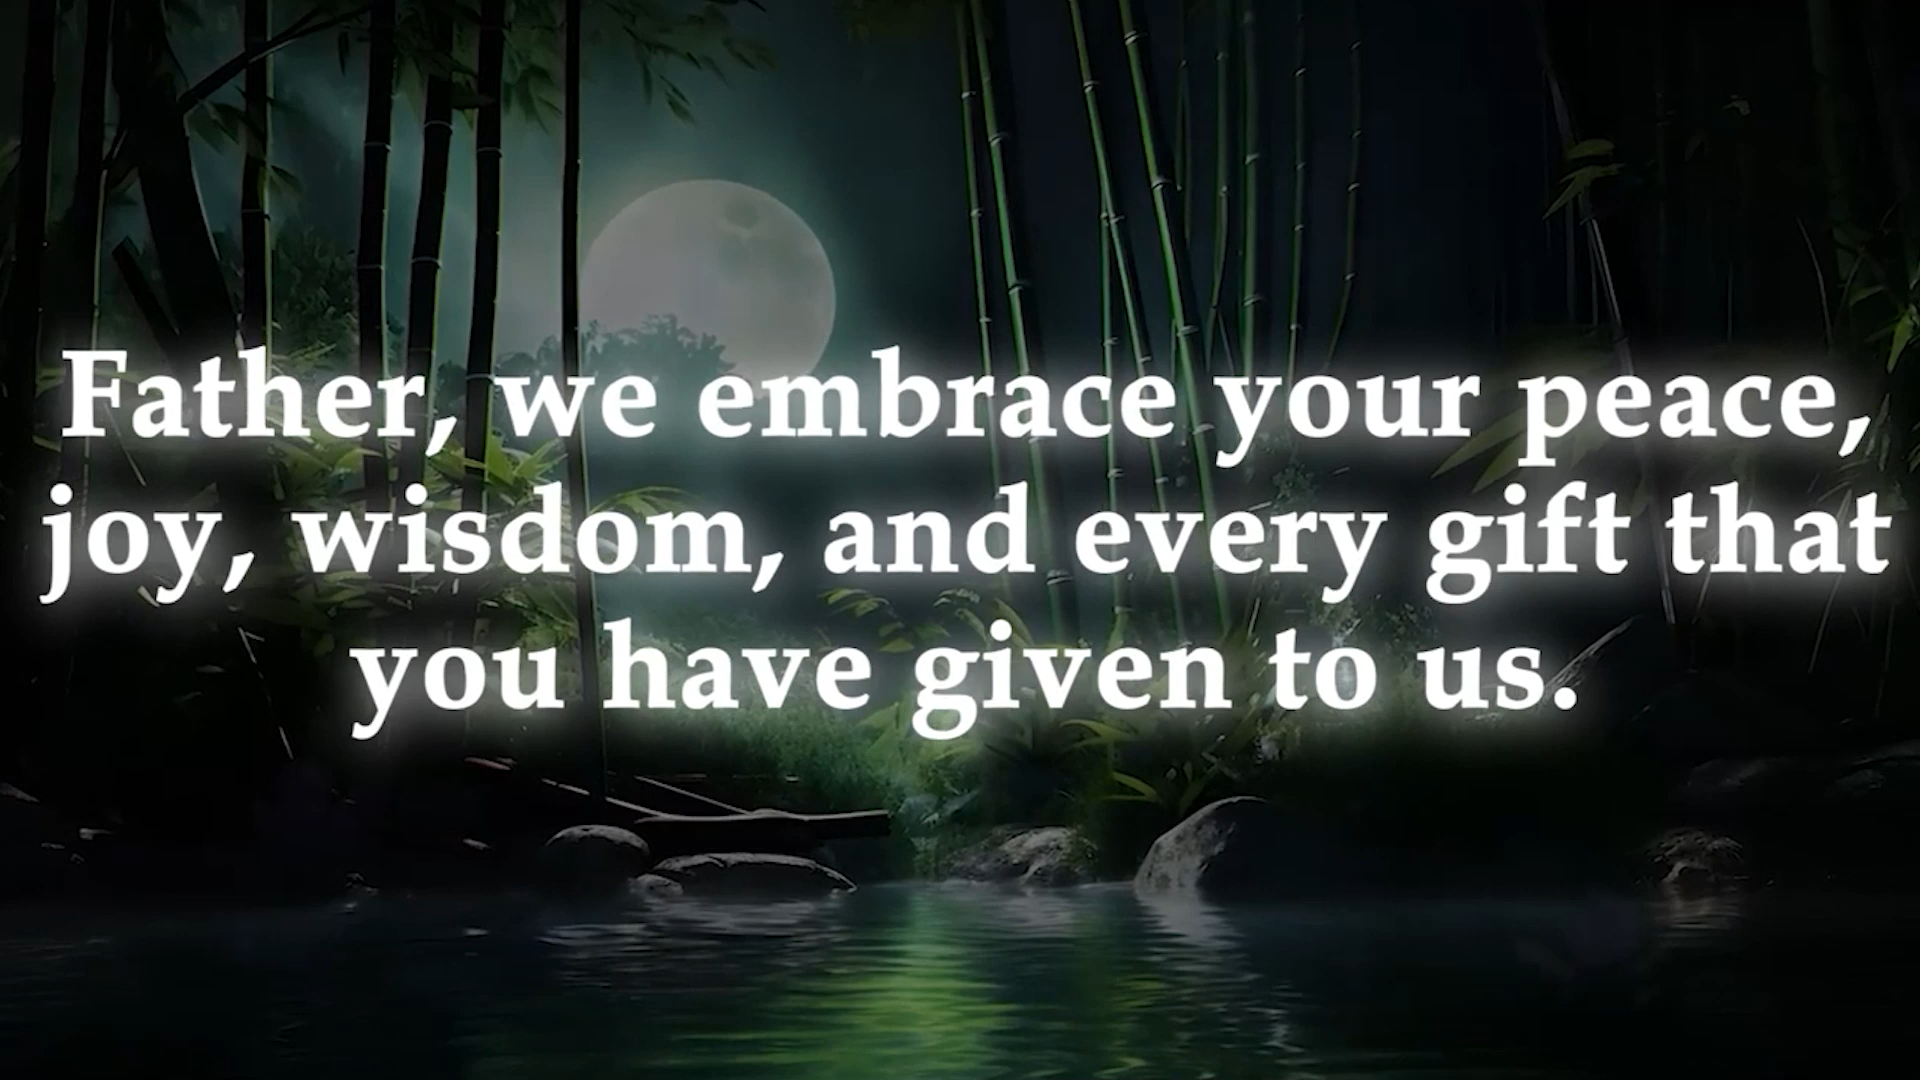 Father, we embrace your peace,
joy, wisdom, and every gift that
you have given to us.